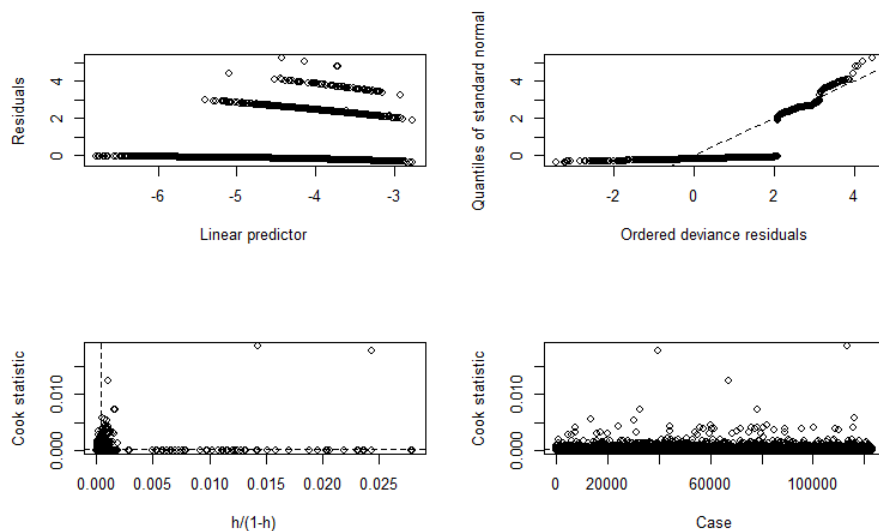 Residuals
0 2 4
-6 -5 -4 -3
Linear predictor
Quantiles of standard normal
0 2 4
-2 0 2 4
Ordered deviance residuals
Cook statistic
0.000 0.010
0.000 0.005 0.010 0.015 0.020 0.025
h/(1-h)
Cook statistic
0.000 0.010
0 20000 60000 100000
Case